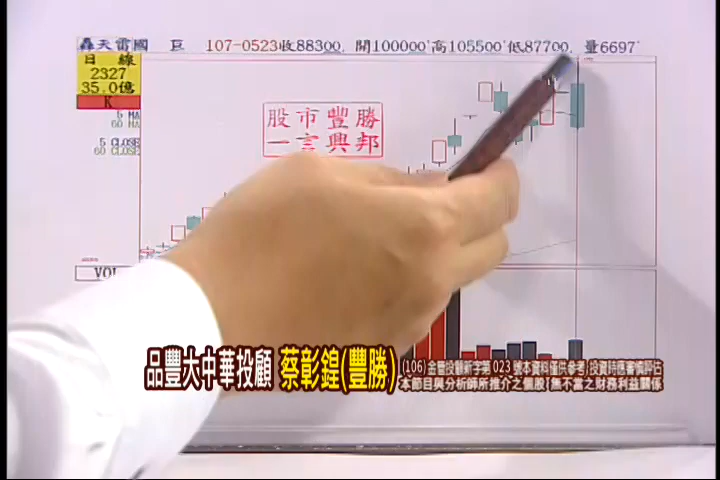 轟天雷國 巨 107-0523收88300. 開100000'高105500'低87700. 量6697'
日 線
2327
35.0億
K
5 MA
60 MA
5 CLOSE
60 CLOSE
股市豐勝
一言興邦
VOL
品豐大中華投顧 蔡彰鍠(豐勝)
(106)金管投顧新字第 023 號本資料僅供參考，投資時應審慎評估
本節目與分析師所推介之個股 無不當之財務利益關係